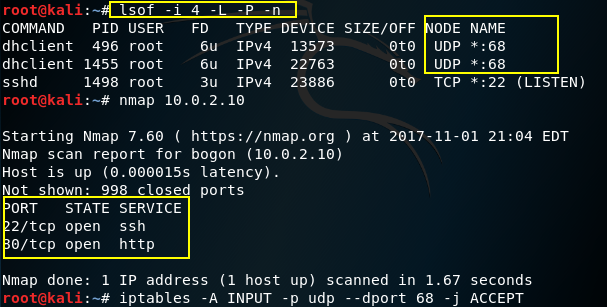 root@kali:~# lsof -i 4 -L -P -n
COMMAND PID USER FD TYPE DEVICE SIZE/OFF NODE NAME
dhclient 496 root 6u IPv4 13573 0t0 UDP *:68
dhclient 1455 root 6u IPv4 22763 0t0 UDP *:68
sshd 1498 root 3u IPv4 23886 0t0 TCP *:22 (LISTEN)
root@kali:~# nmap 10.0.2.10
Starting Nmap 7.60 ( https://nmap.org ) at 2017-11-01 21:04 EDT
Nmap scan report for bogon (10.0.2.10)
Host is up (0.000015s latency).
Not shown: 998 closed ports
PORT STATE SERVICE
22/tcp open ssh
80/tcp open http
Nmap done: 1 IP address (1 host up) scanned in 1.67 seconds
root@kali:~# iptables -A INPUT -p udp --dport 68 -j ACCEPT